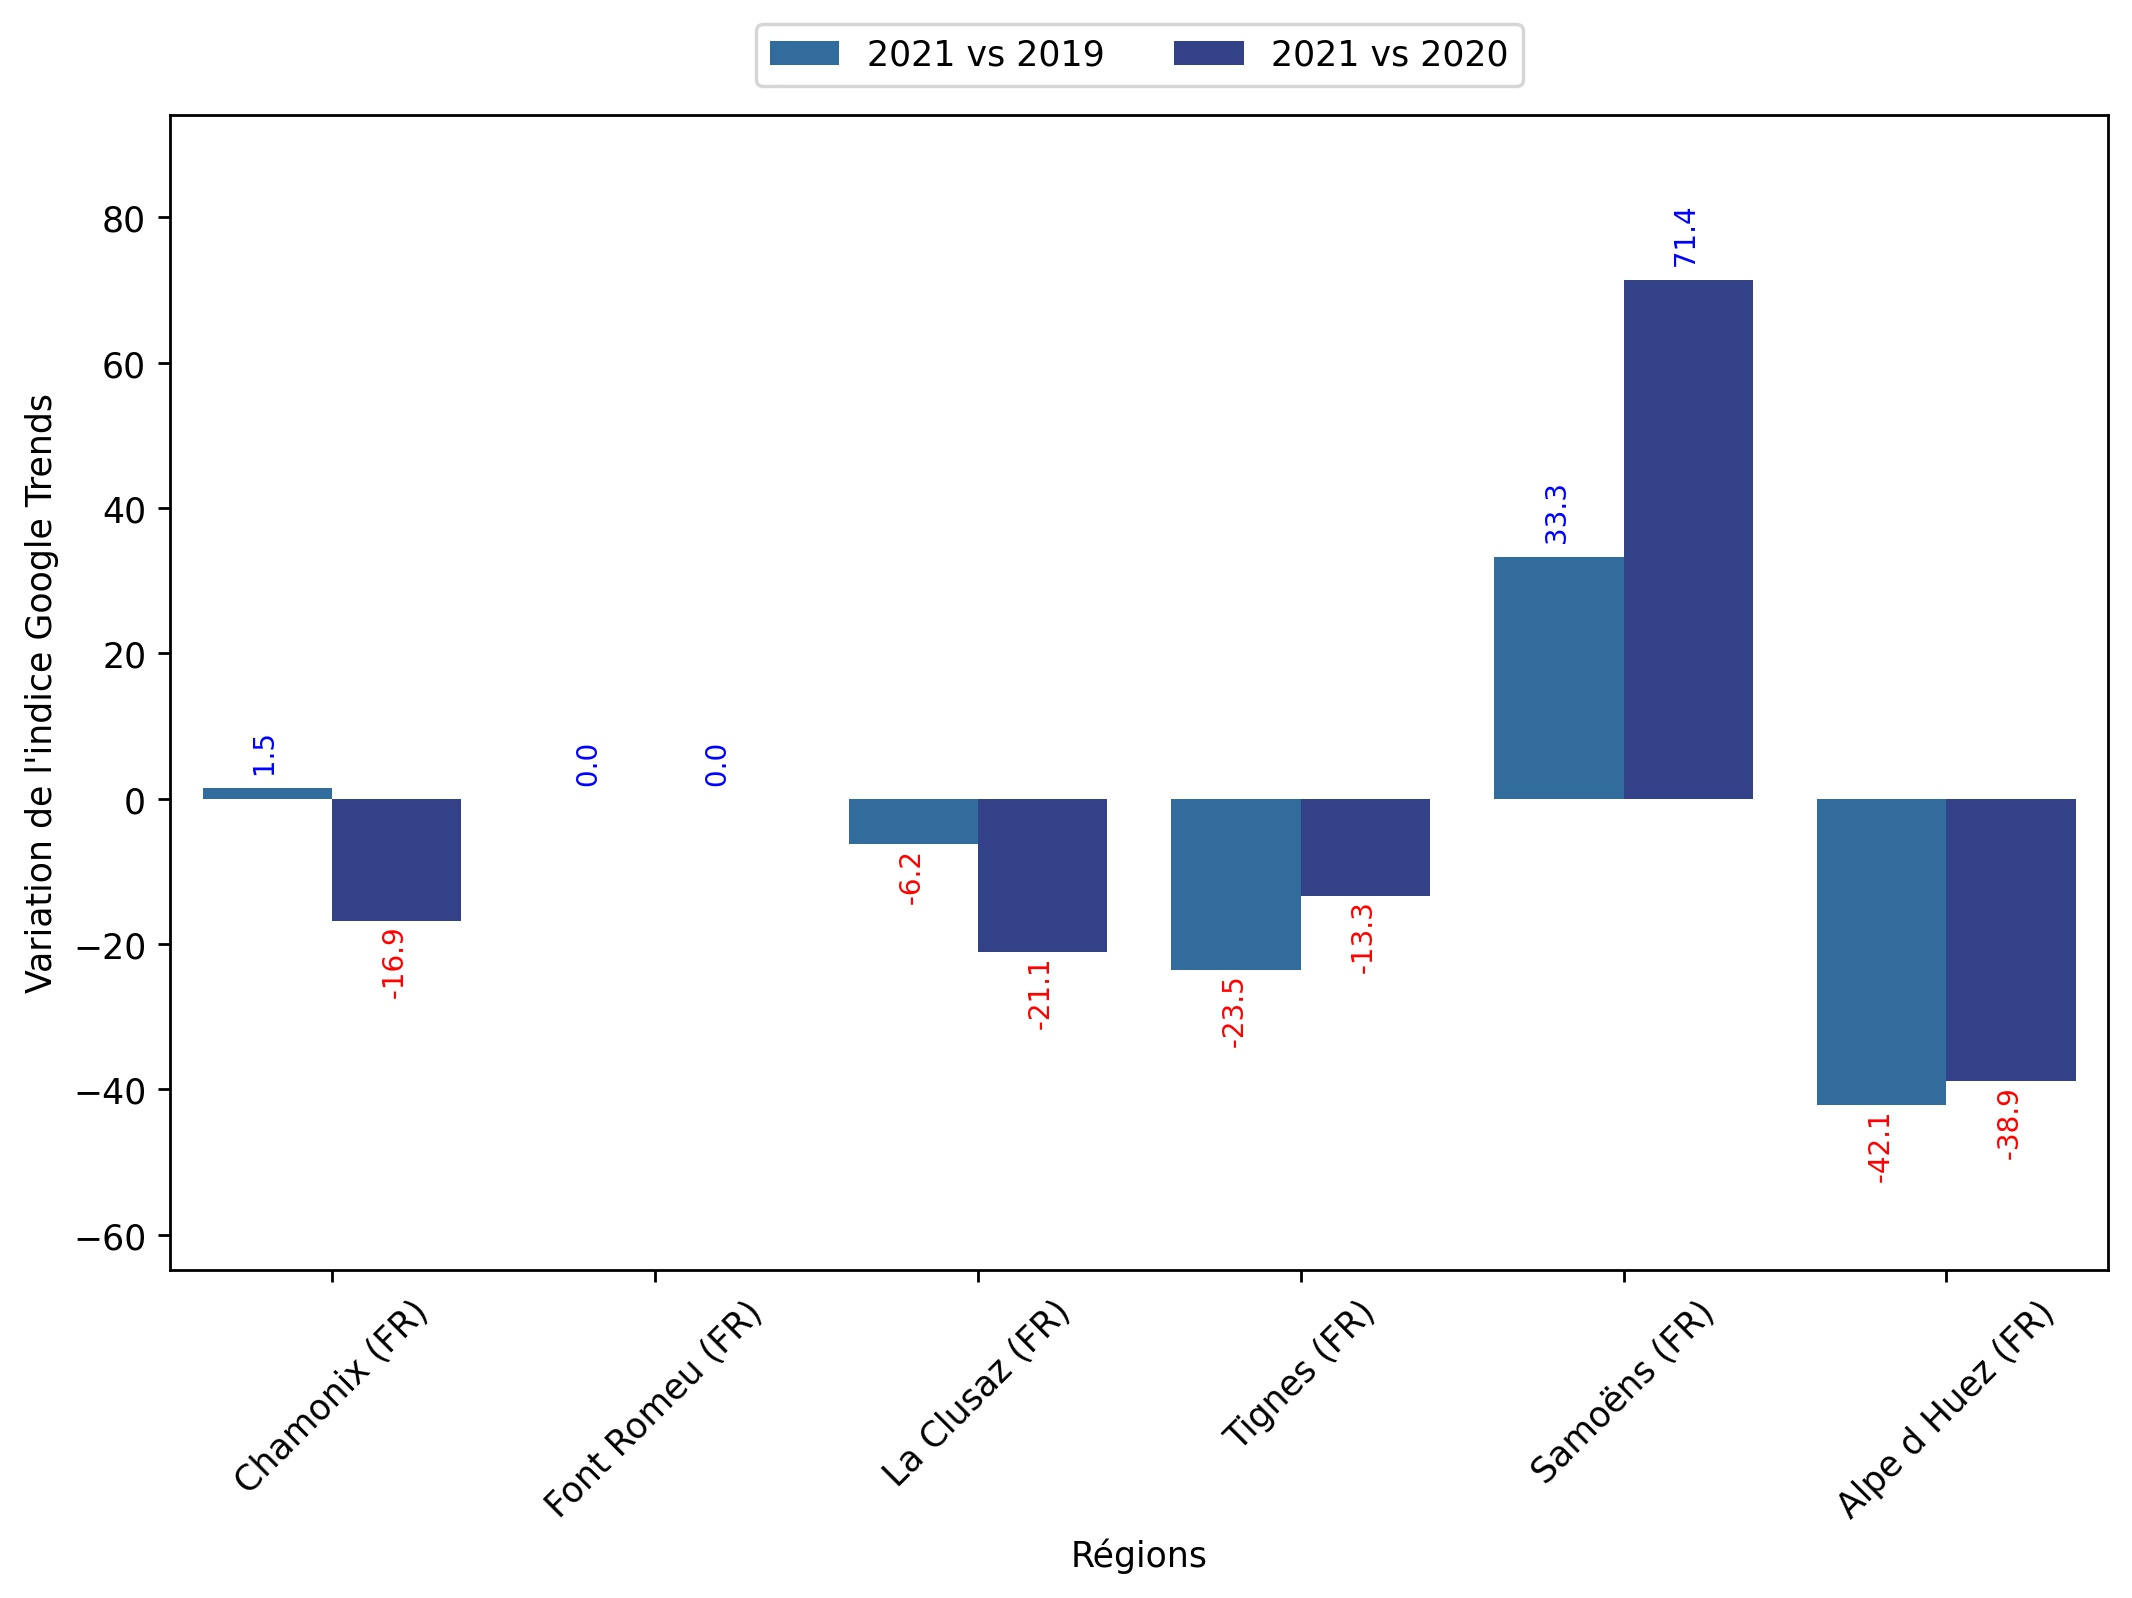 2021 vs 2019
2021 vs 2020
Variation de l'indice Google Trends
80
60
40
20
0
−20
−40
−60
1.5
-16.9
0.0
0.0
-6.2
-21.1
-23.5
-13.3
33.3
71.4
-42.1
-38.9
Chamonix (FR)
Font Romeu (FR)
La Clusaz (FR)
Tignes (FR)
Samoëns (FR)
Alpe d Huez (FR)
Régions